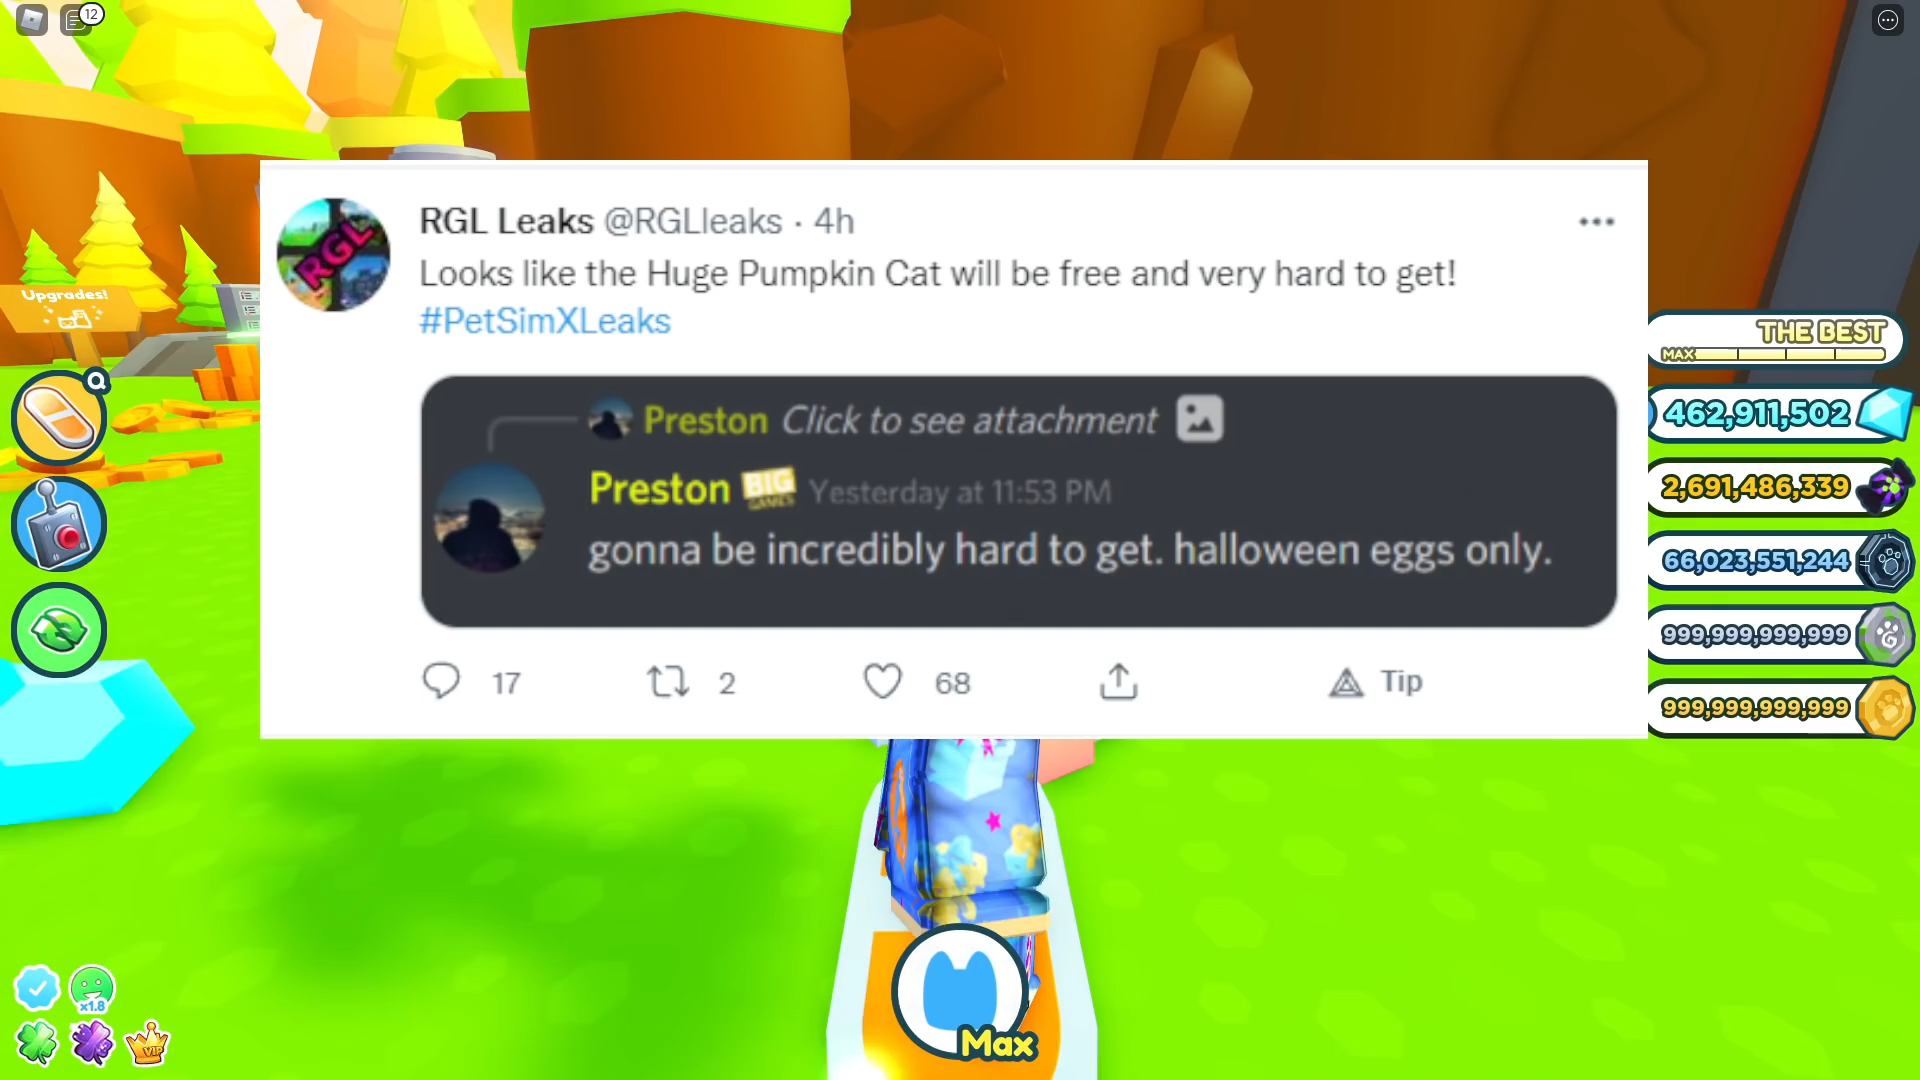 12
Upgrades!
Q
RGL
RGL Leaks @RGLleaks · 4h
Looks like the Huge Pumpkin Cat will be free and very hard to get!
#PetSimXLeaks
Preston Click to see attachment
Preston BIG GAMES Yesterday at 11:53 PM
gonna be incredibly hard to get. halloween eggs only.
17 2 68 Tip
THE BEST
MAX
462,911,502
2,691,486,339
66,023,551,244
999,999,999,999
999,999,999,999
x1.8
VIP
Max